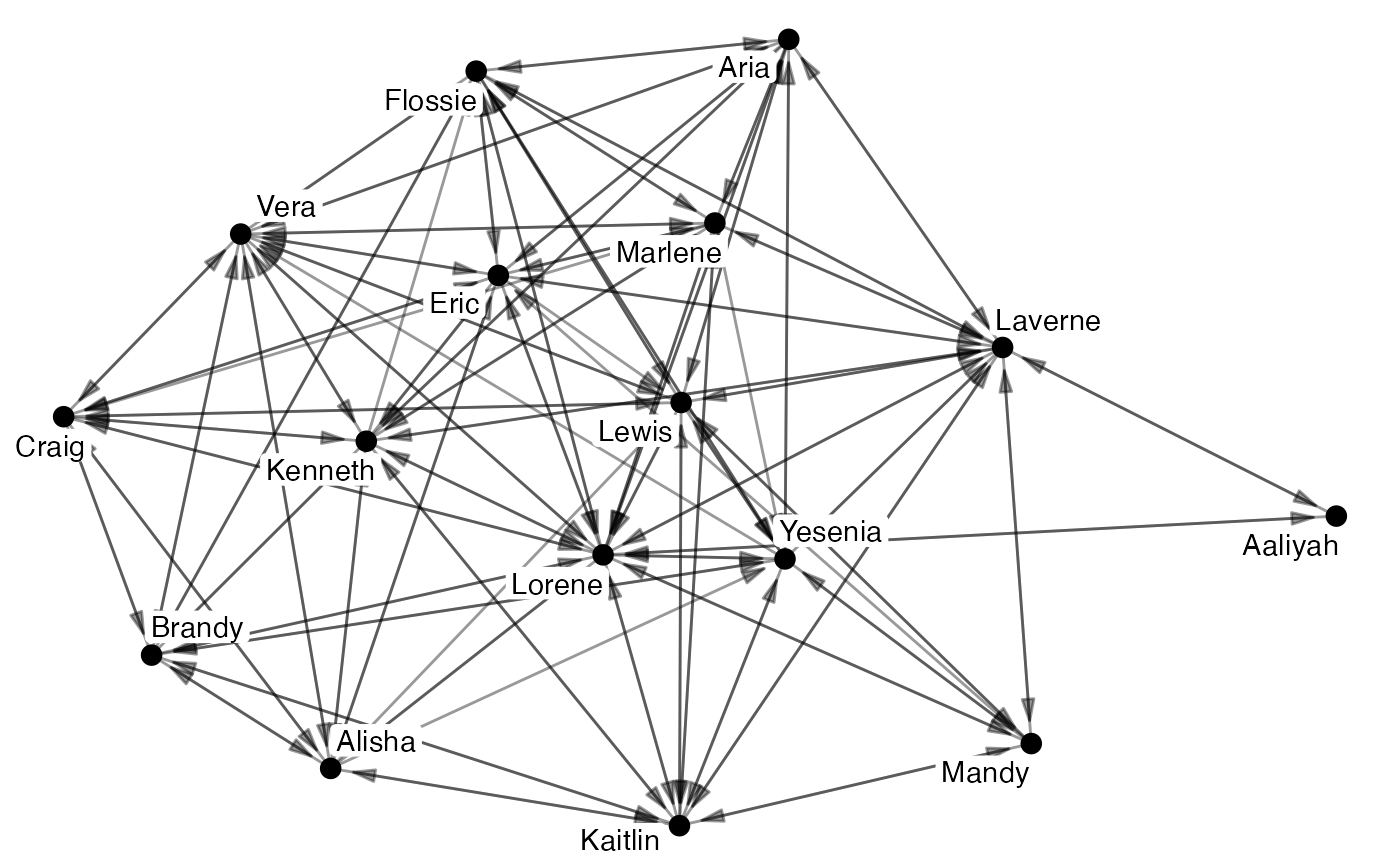 Aria
Flossie
Vera
Marlene
Eric
Laverne
Lewis
Craig
Kenneth
Yesenia
Aaliyah
Lorene
Brandy
Alisha
Mandy
Kaitlin